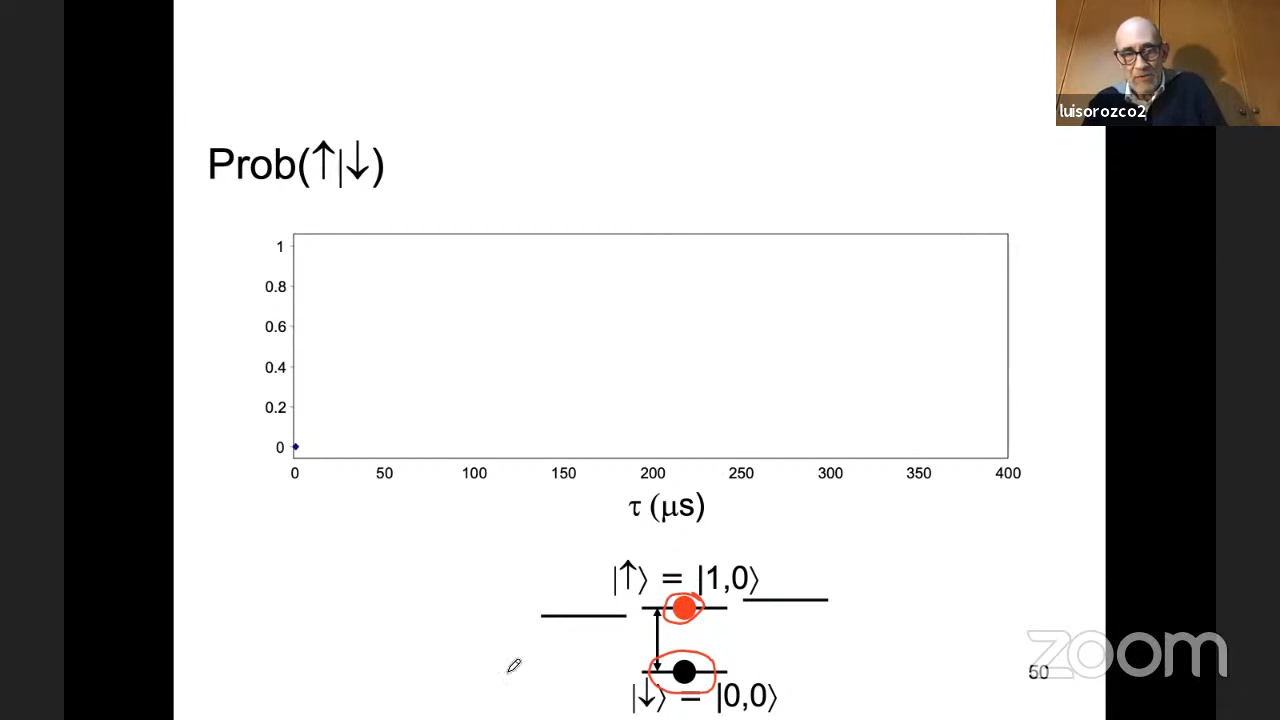 luisorozco2
Prob(↑|↓)
1
0.8
0.6
0.4
0.2
0
0 50 100 150 200 250 300 350 400
τ (μs)
|↑⟩ = |1,0⟩
|↓⟩ = |0,0⟩
50
zoom